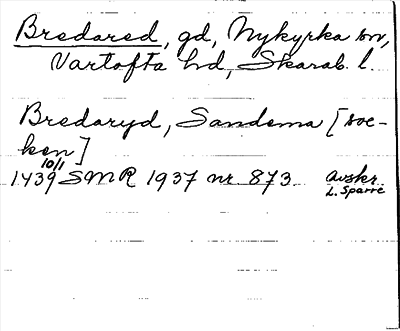 Bredared, gd, Nykyrka sn,
Vartofta hd, Skarab. l.
Bredaryd, Sandema [soc-
ken]
1439 10/1 SMR 1937 nr 873. Avskr.
L. Sparre